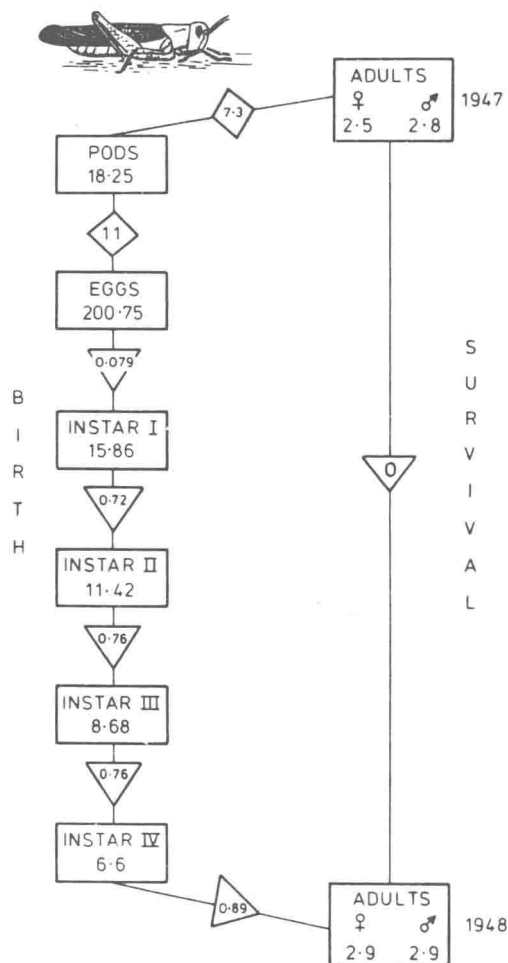 ADULTS
♀ ♂
2·5 2·8
1947
7·3
PODS
18·25
11
EGGS
200·75
0·079
INSTAR I
15·86
0·72
INSTAR II
11·42
0·76
INSTAR III
8·68
0·76
INSTAR IV
6·6
0·89
ADULTS
♀ ♂
2·9 2·9
1948
BIRTH
0
SURVIVAL